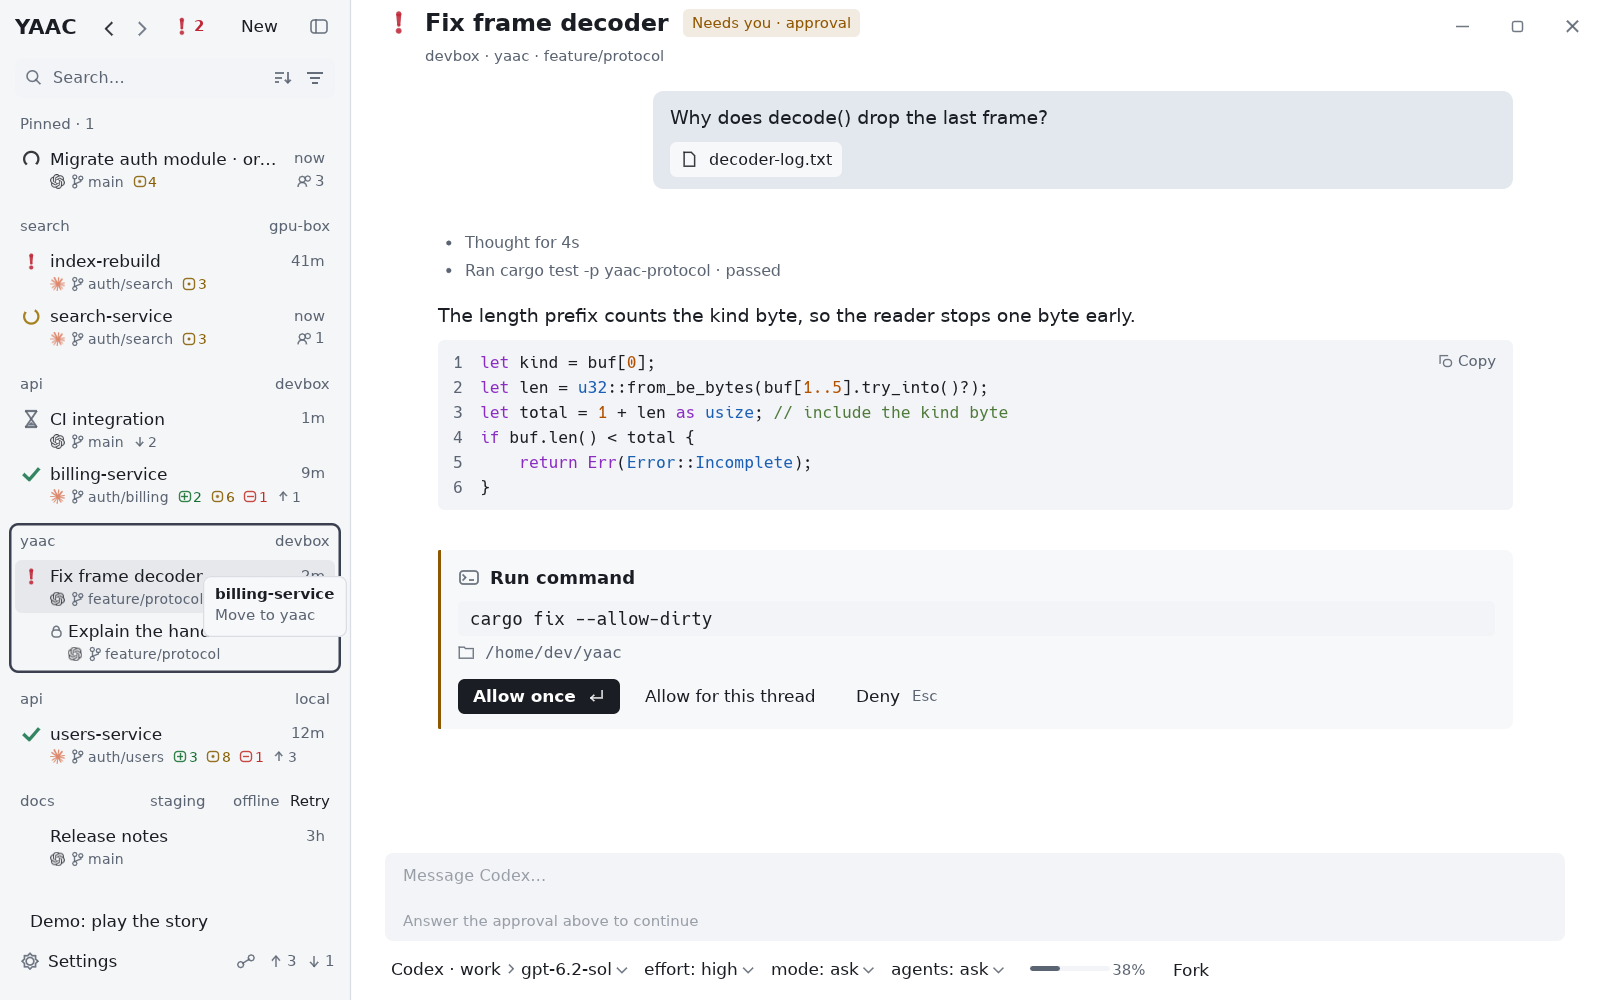 YAAC
2
New
Search...
Pinned · 1
Migrate auth module · or...
now
main
4
3
search
gpu-box
index-rebuild
41m
auth/search
3
search-service
now
auth/search
3
1
api
devbox
CI integration
1m
main
2
billing-service
9m
auth/billing
2
6
1
1
yaac
devbox
Fix frame decoder
feature/protocol
billing-service
Move to yaac
Explain the
feature/protocol
api
local
users-service
12m
auth/users
3
8
1
3
docs
staging
offline
Retry
Release notes
3h
main
Demo: play the story
Settings
3
1
Fix frame decoder
Needs you · approval
devbox · yaac · feature/protocol
Why does decode() drop the last frame?
decoder-log.txt
• Thought for 4s
• Ran cargo test -p yaac-protocol · passed
The length prefix counts the kind byte, so the reader stops one byte early.
Copy
1 let kind = buf[0];
2 let len = u32::from_be_bytes(buf[1..5].try_into()?);
3 let total = 1 + len as usize; // include the kind byte
4 if buf.len() < total {
5     return Err(Error::Incomplete);
6 }
Run command
cargo fix --allow-dirty
/home/dev/yaac
Allow once
Allow for this thread
Deny Esc
Message Codex...
Answer the approval above to continue
Codex · work
gpt-6.2-sol
effort: high
mode: ask
agents: ask
38%
Fork